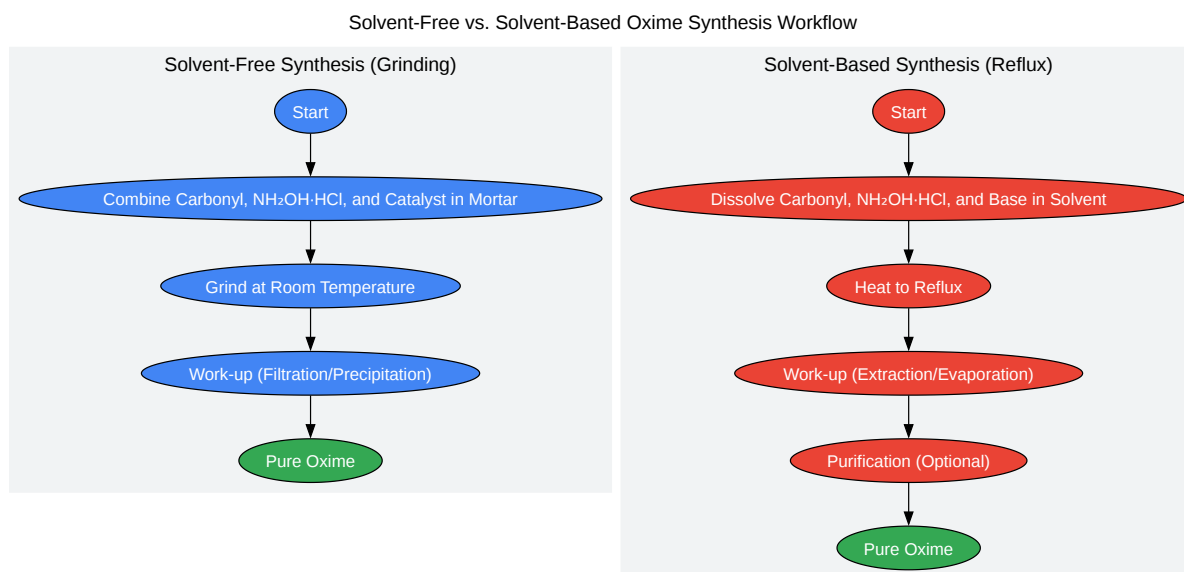 Solvent-Free vs. Solvent-Based Oxime Synthesis Workflow
Solvent-Free Synthesis (Grinding)
Start
Combine Carbonyl, NH₂OH·HCl, and Catalyst in Mortar
Grind at Room Temperature
Work-up (Filtration/Precipitation)
Pure Oxime
Solvent-Based Synthesis (Reflux)
Start
Dissolve Carbonyl, NH₂OH·HCl, and Base in Solvent
Heat to Reflux
Work-up (Extraction/Evaporation)
Purification (Optional)
Pure Oxime